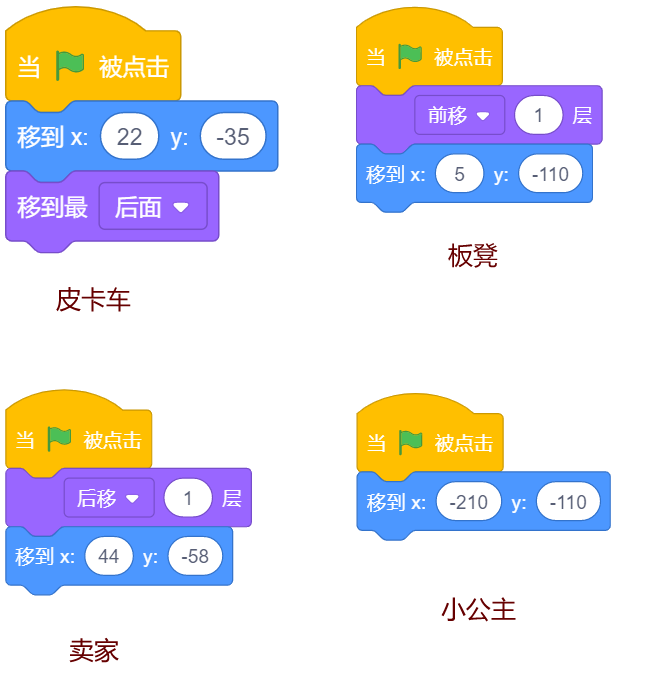 当 被点击
移到 x: 22 y: -35
移到最 后面
皮卡车
当 被点击
前移 1 层
移到 x: 5 y: -110
板凳
当 被点击
后移 1 层
移到 x: 44 y: -58
卖家
当 被点击
移到 x: -210 y: -110
小公主